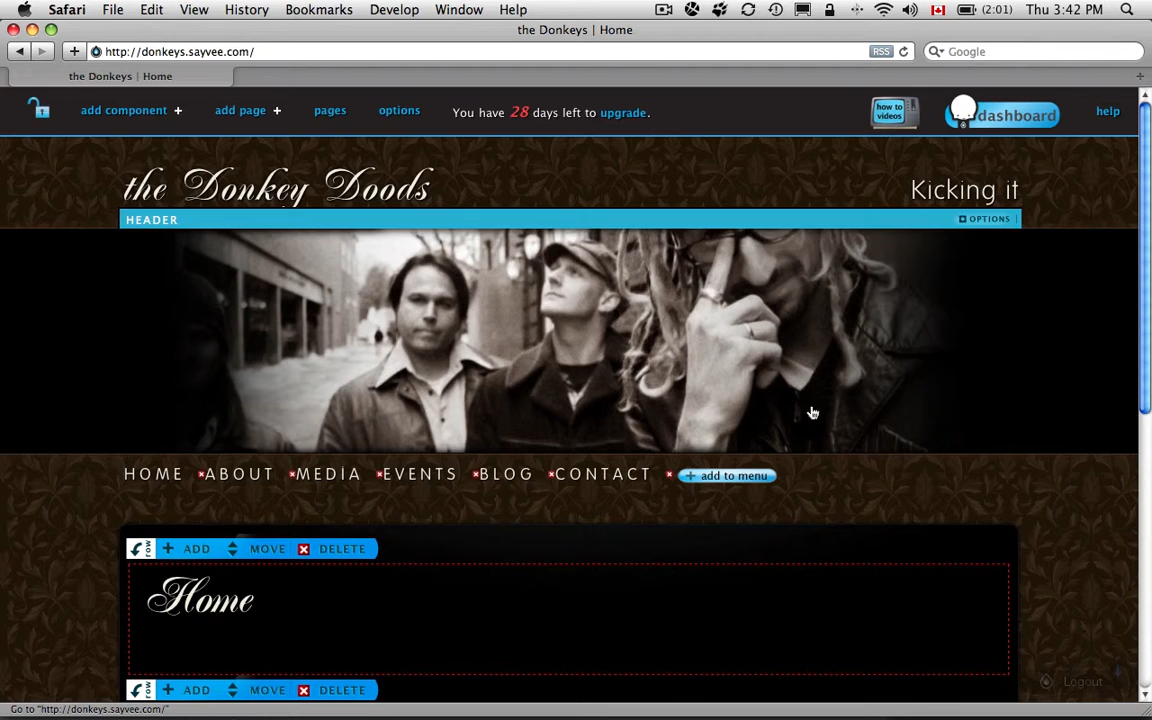 Safari File Edit View History Bookmarks Develop Window Help (2:01) Thu 3:42 PM
the Donkeys | Home
http://donkeys.sayvee.com/ RSS Google
the Donkeys | Home
add component + add page + pages options You have 28 days left to upgrade. how to videos dashboard help
the Donkey Doods Kicking it
HEADER OPTIONS
HOME ABOUT MEDIA EVENTS BLOG CONTACT + add to menu
row + ADD MOVE DELETE
Home
row + ADD MOVE DELETE
Logout
Go to "http://donkeys.sayvee.com/"